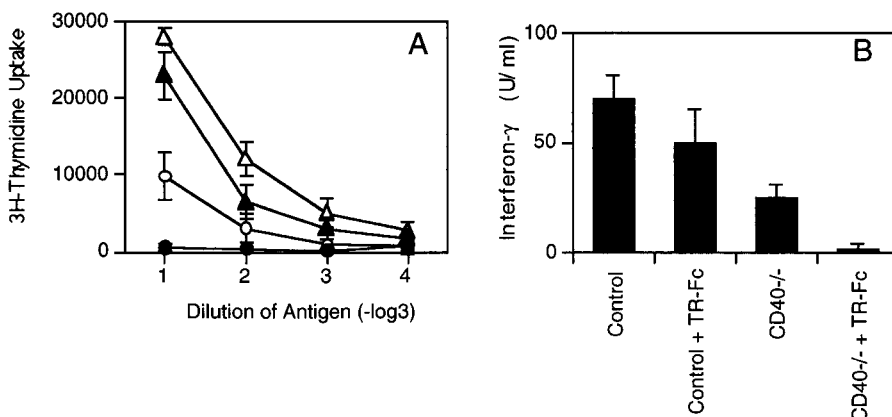 A
3H-Thymidine Uptake
30000
20000
10000
0
1 2 3 4
Dilution of Antigen (-log3)
B
Interferon-γ (U/ml)
100
50
0
Control
Control + TR-Fc
CD40-/-
CD40-/- + TR-Fc